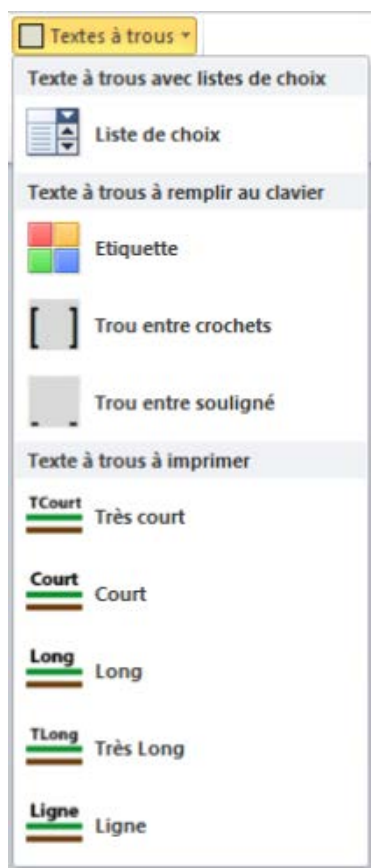 Textes à trous
Texte à trous avec listes de choix
Liste de choix
Texte à trous à remplir au clavier
Etiquette
[ ] Trou entre crochets
Trou entre souligné
Texte à trous à imprimer
TCourt Très court
Court Court
Long Long
TLong Très Long
Ligne Ligne